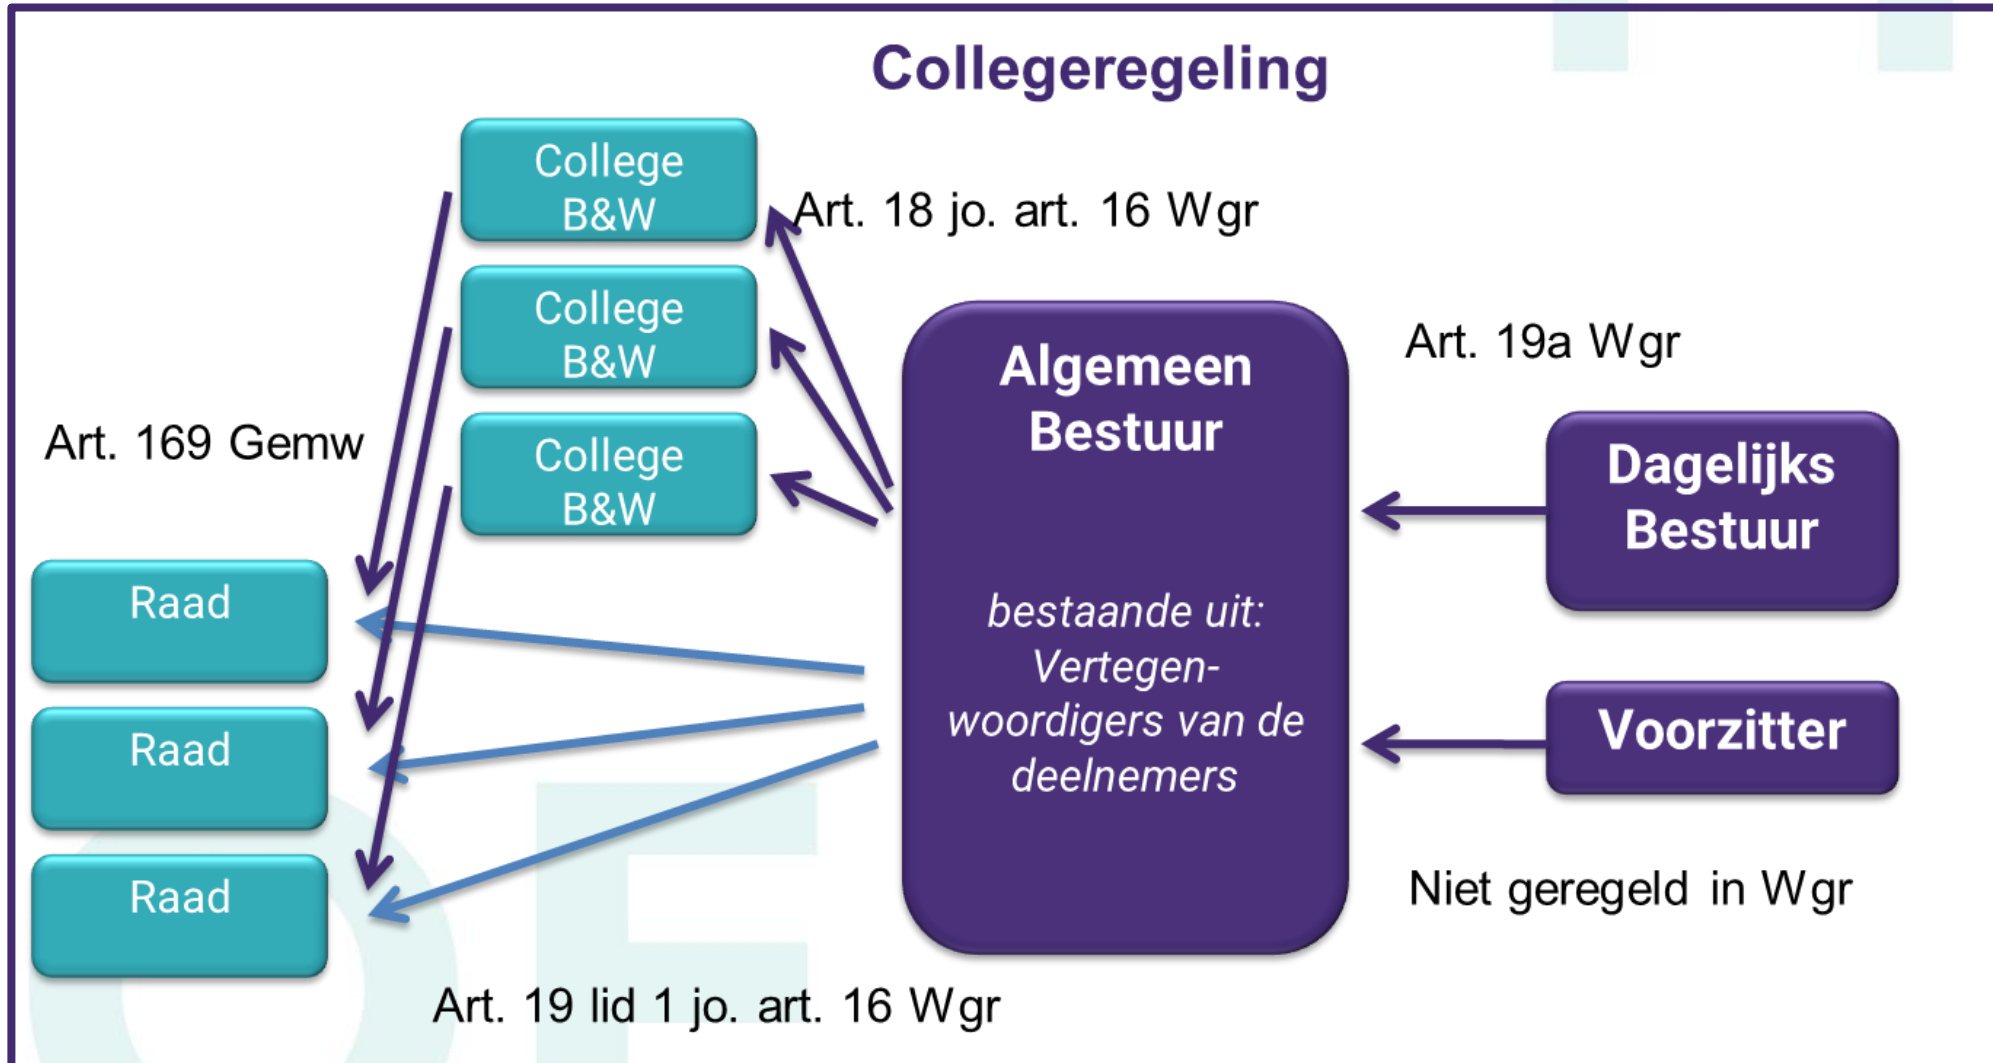 Collegeregeling
College
B&W
Art. 18 jo. art. 16 Wgr
College
B&W
College
B&W
Art. 169 Gemw
Raad
Raad
Raad
Algemeen
Bestuur
bestaande uit:
Vertegen-
woordigers van de
deelnemers
Art. 19a Wgr
Dagelijks
Bestuur
Voorzitter
Niet geregeld in Wgr
Art. 19 lid 1 jo. art. 16 Wgr